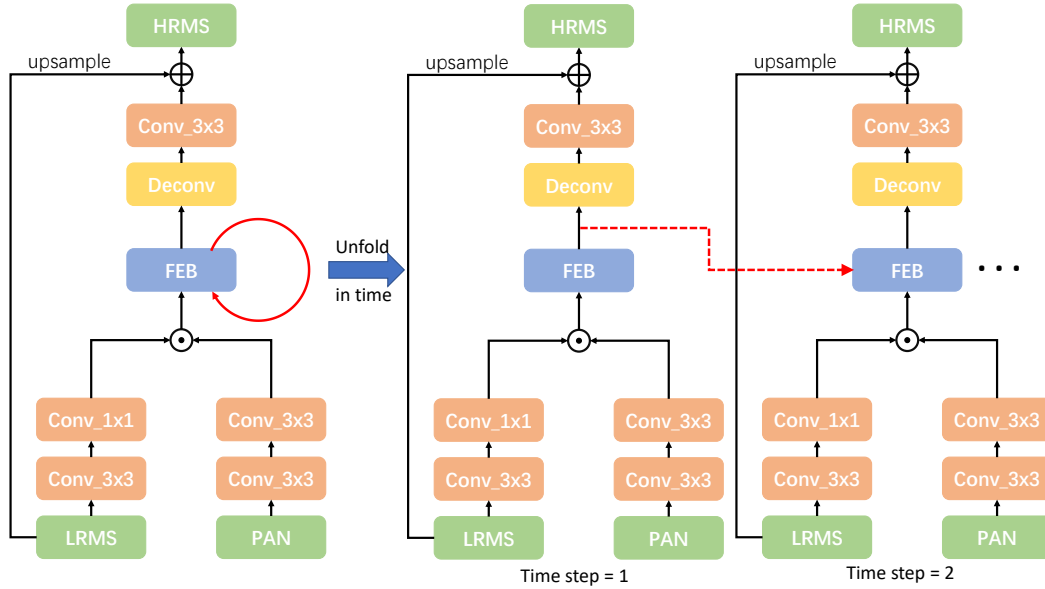 HRMS
upsample
Conv_3x3
Deconv
FEB
Conv_1x1
Conv_3x3
Conv_3x3
Conv_3x3
LRMS
PAN
Unfold
in time
HRMS
upsample
Conv_3x3
Deconv
FEB
Conv_1x1
Conv_3x3
Conv_3x3
Conv_3x3
LRMS
PAN
Time step = 1
HRMS
upsample
Conv_3x3
Deconv
FEB
···
Conv_1x1
Conv_3x3
Conv_3x3
Conv_3x3
LRMS
PAN
Time step = 2